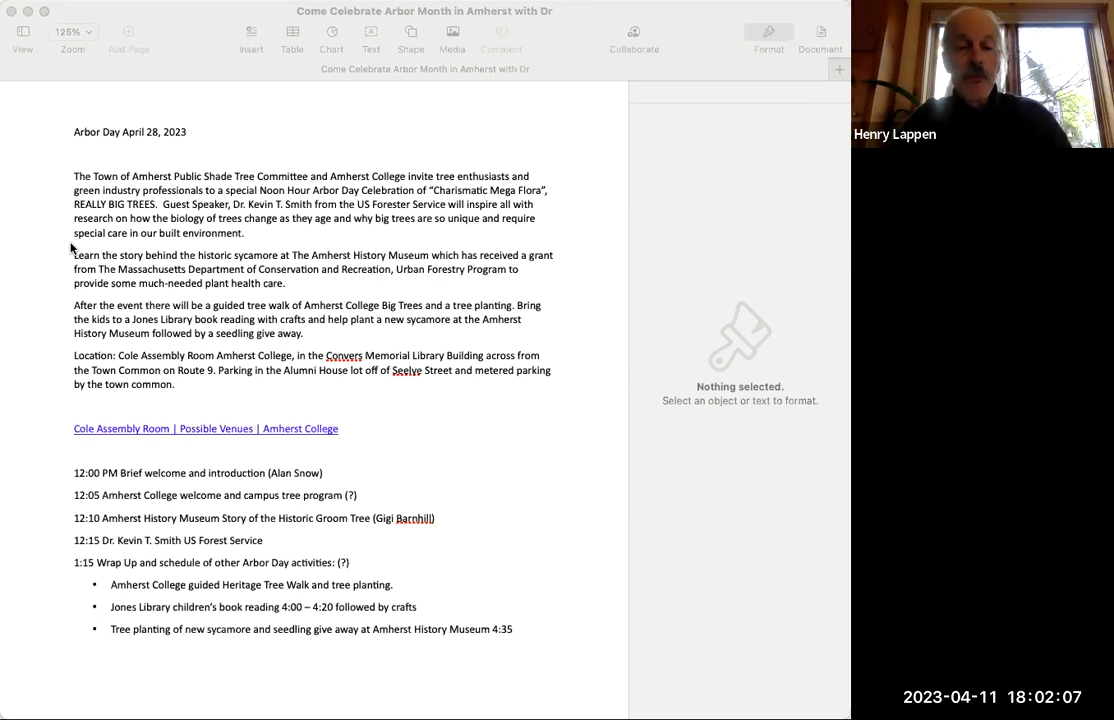 Come Celebrate Arbor Month in Amherst with Dr
125%
View
Zoom
Add Page
Insert
Table
Chart
Text
Shape
Media
Comment
Collaborate
Format
Document
Come Celebrate Arbor Month in Amherst with Dr
Henry Lappen
Arbor Day April 28, 2023
The Town of Amherst Public Shade Tree Committee and Amherst College invite tree enthusiasts and
green industry professionals to a special Noon Hour Arbor Day Celebration of “Charismatic Mega Flora”,
REALLY BIG TREES. Guest Speaker, Dr. Kevin T. Smith from the US Forester Service will inspire all with
research on how the biology of trees change as they age and why big trees are so unique and require
special care in our built environment.
Learn the story behind the historic sycamore at The Amherst History Museum which has received a grant
from The Massachusetts Department of Conservation and Recreation, Urban Forestry Program to
provide some much-needed plant health care.
After the event there will be a guided tree walk of Amherst College Big Trees and a tree planting. Bring
the kids to a Jones Library book reading with crafts and help plant a new sycamore at the Amherst
History Museum followed by a seedling give away.
Location: Cole Assembly Room Amherst College, in the Convers Memorial Library Building across from
the Town Common on Route 9. Parking in the Alumni House lot off of Seelye Street and metered parking
by the town common.
Cole Assembly Room | Possible Venues | Amherst College
12:00 PM Brief welcome and introduction (Alan Snow)
12:05 Amherst College welcome and campus tree program (?)
12:10 Amherst History Museum Story of the Historic Groom Tree (Gigi Barnhill)
12:15 Dr. Kevin T. Smith US Forest Service
1:15 Wrap Up and schedule of other Arbor Day activities: (?)
• Amherst College guided Heritage Tree Walk and tree planting.
• Jones Library children’s book reading 4:00 – 4:20 followed by crafts
• Tree planting of new sycamore and seedling give away at Amherst History Museum 4:35
Nothing selected.
Select an object or text to format.
2023-04-11 18:02:07